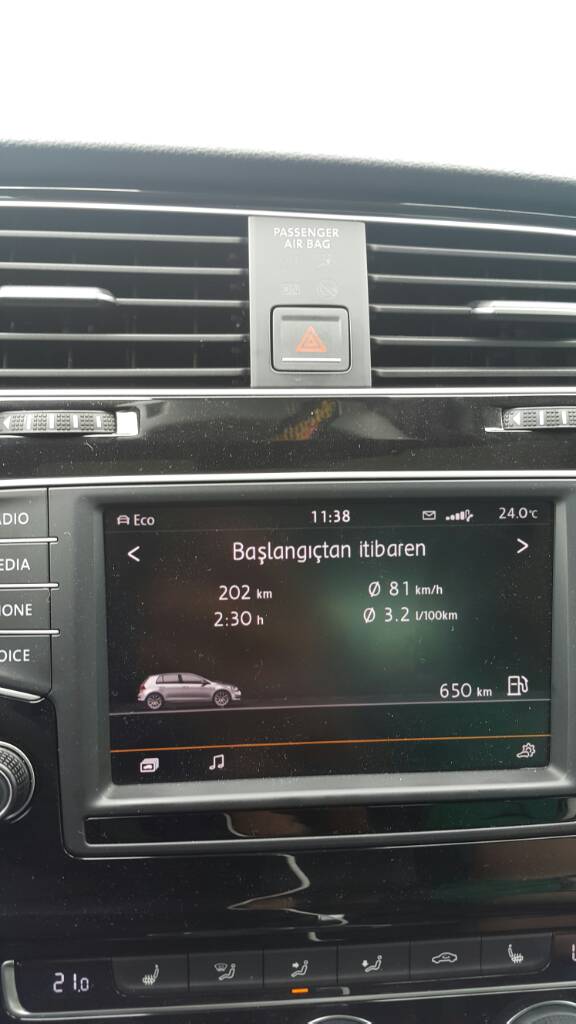 PASSENGER
AIR BAG
ADIO
EDIA
HONE
OICE
Eco 11:38 24.0°C
< Başlangıçtan itibaren >
202 km Ø 81 km/h
2:30 h Ø 3.2 l/100km
650 km
21.0